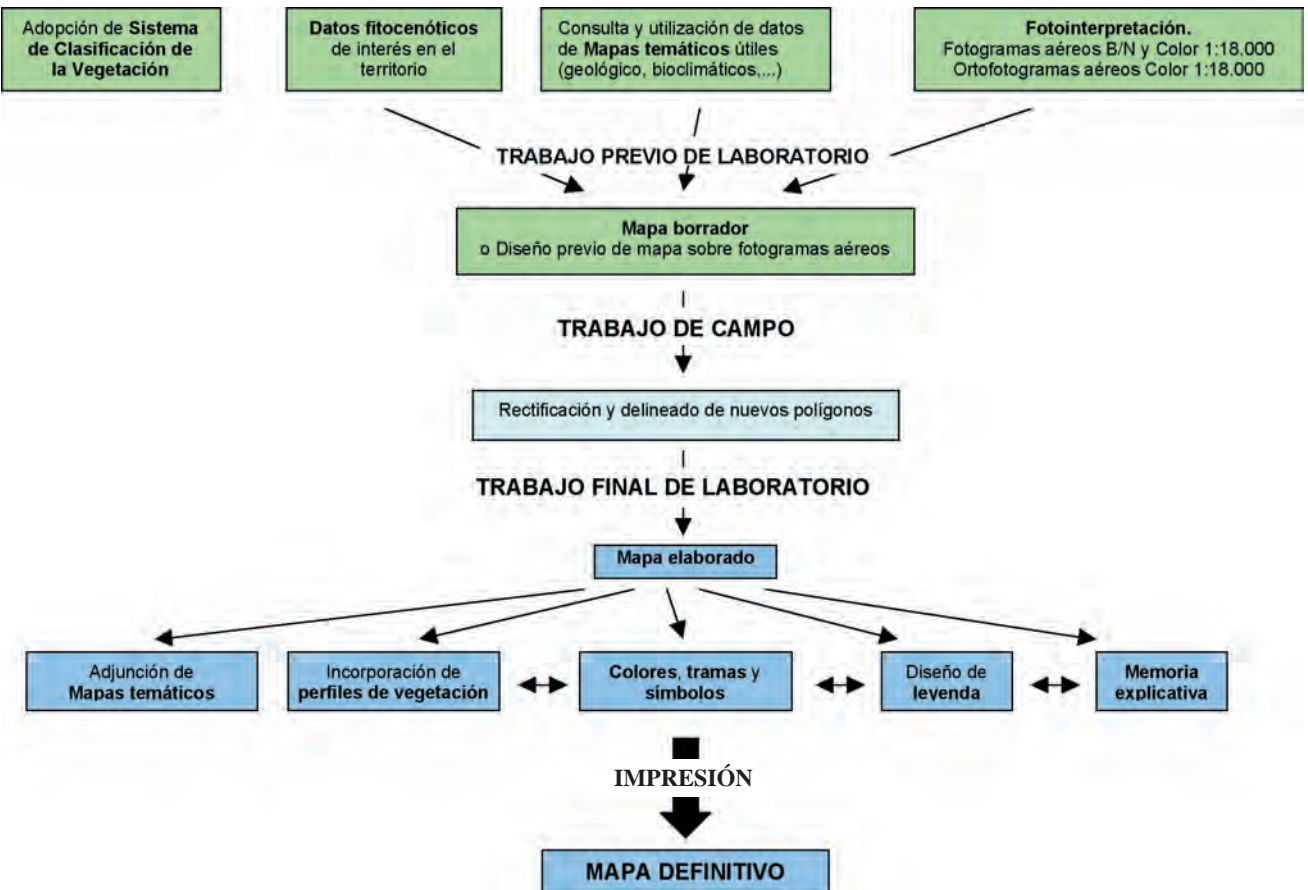 Adopción de Sistema
de Clasificación de
la Vegetación
Datos fitocenóticos
de interés en el
territorio
Consulta y utilización de datos
de Mapas temáticos útiles
(geológico, bioclimáticos,...)
Fotointerpretación.
Fotogramas aéreos B/N y Color 1:18.000
Ortofotogramas aéreos Color 1:18.000
TRABAJO PREVIO DE LABORATORIO
Mapa borrador
o Diseño previo de mapa sobre fotogramas aéreos
TRABAJO DE CAMPO
Rectificación y delineado de nuevos polígonos
TRABAJO FINAL DE LABORATORIO
Mapa elaborado
Adjunción de
Mapas temáticos
Incorporación de
perfiles de vegetación
Colores, tramas y
símbolos
Diseño de
leyenda
Memoria
explicativa
IMPRESIÓN
MAPA DEFINITIVO